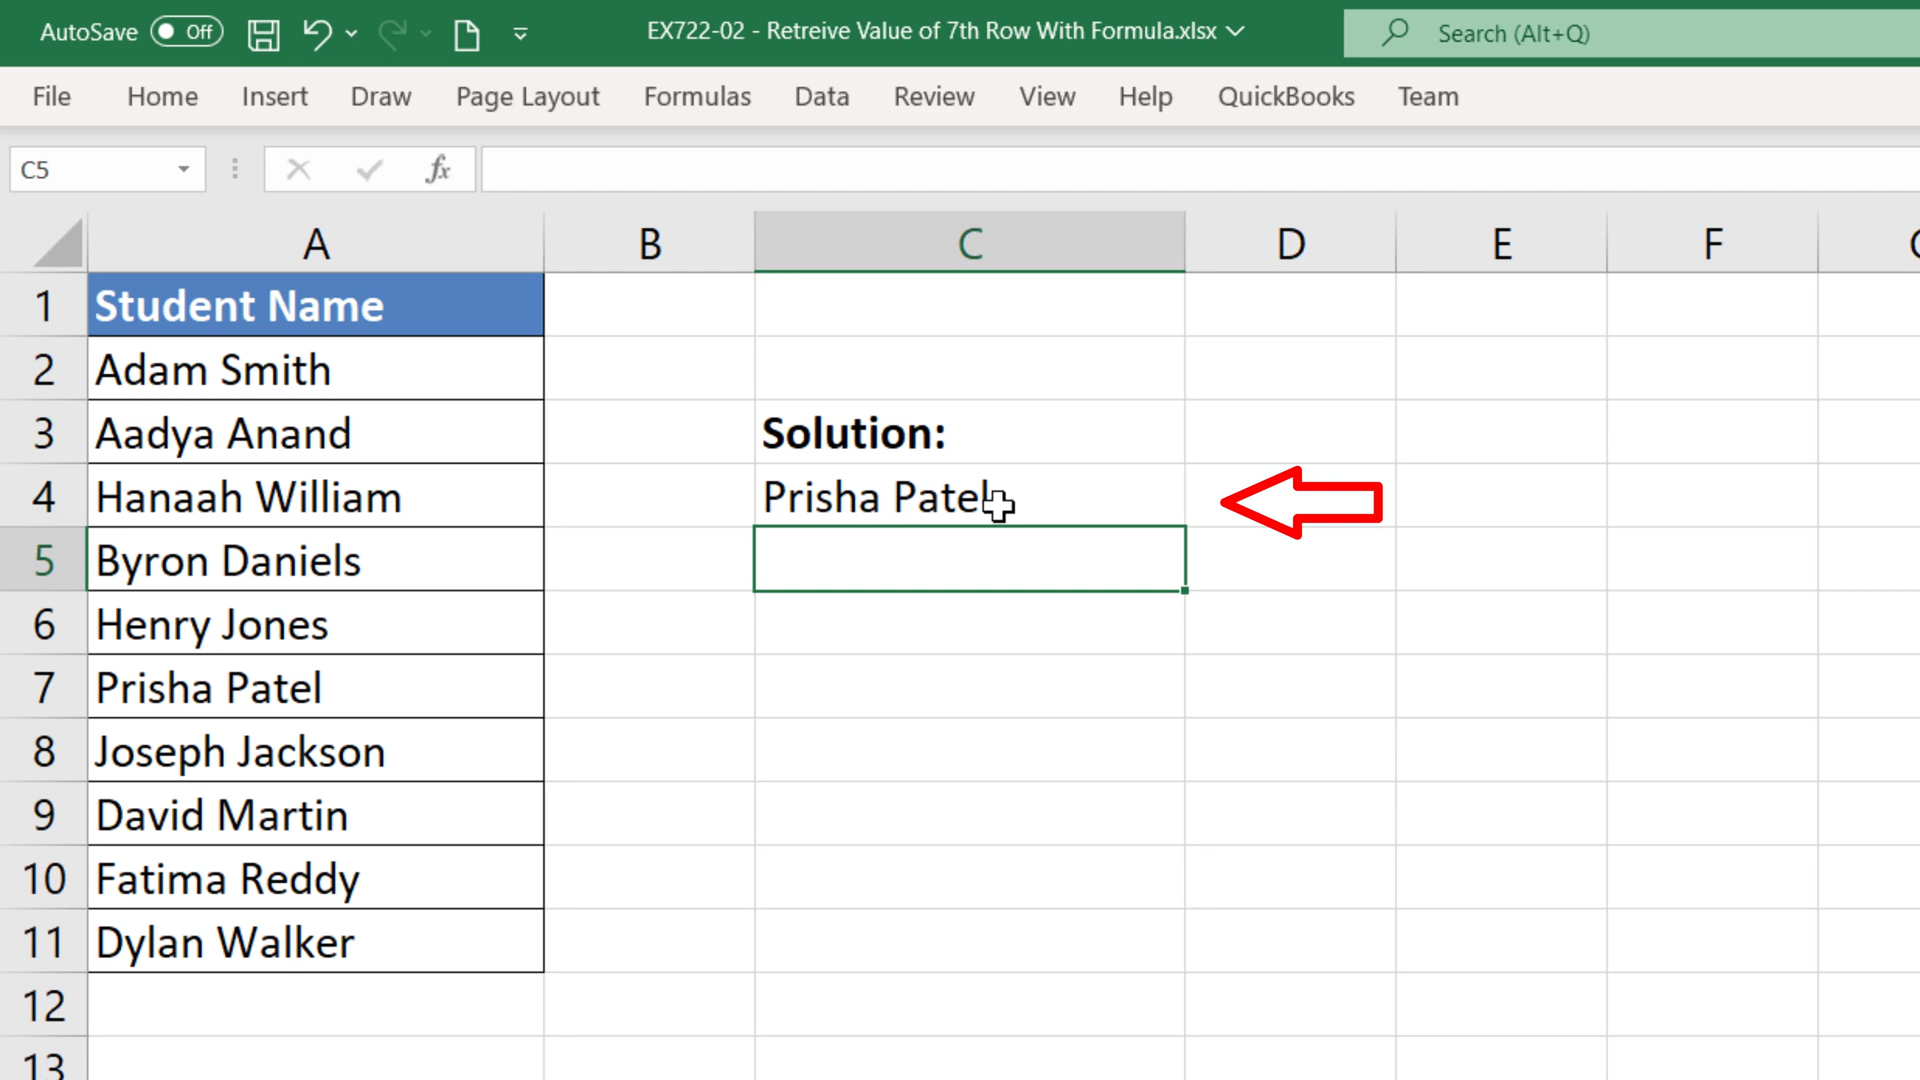 AutoSave Off EX722-02 - Retreive Value of 7th Row With Formula.xlsx Search (Alt+Q)
File Home Insert Draw Page Layout Formulas Data Review View Help QuickBooks Team
C5 fx
A B C D E F
1 Student Name
2 Adam Smith
3 Aadya Anand Solution:
4 Hanaah William Prisha Patel
5 Byron Daniels
6 Henry Jones
7 Prisha Patel
8 Joseph Jackson
9 David Martin
10 Fatima Reddy
11 Dylan Walker
12
13